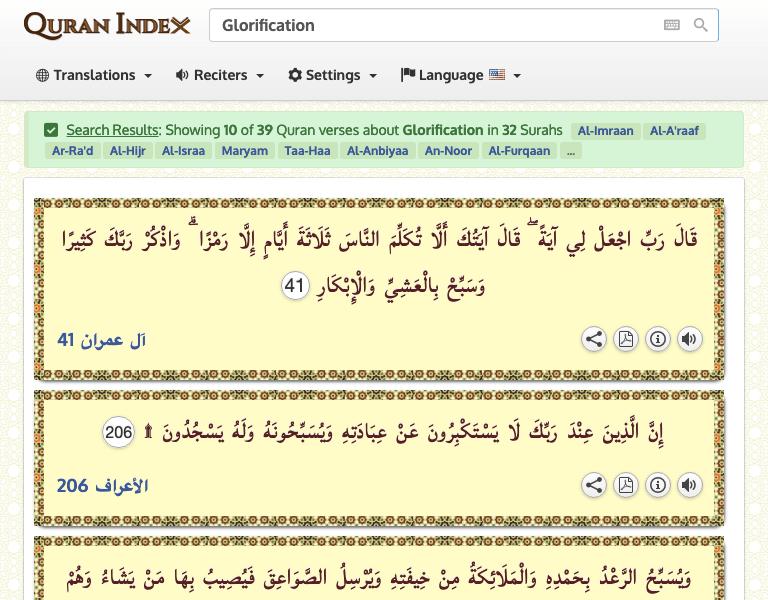 QURAN INDEX
Glorification
Translations Reciters Settings Language
Search Results: Showing 10 of 39 Quran verses about Glorification in 32 Surahs Al-Imraan Al-A'raaf
Ar-Ra'd Al-Hijr Al-Israa Maryam Taa-Haa Al-Anbiyaa An-Noor Al-Furqaan ...
قَالَ رَبِّ اجْعَلْ لِي آيَةً ۖ قَالَ آيَتُكَ أَلَّا تُكَلِّمَ النَّاسَ ثَلَاثَةَ أَيَّامٍ إِلَّا رَمْزًا ۗ وَاذْكُرْ رَبَّكَ كَثِيرًا
وَسَبِّحْ بِالْعَشِيِّ وَالْإِبْكَارِ 41
آل عمران 41
إِنَّ الَّذِينَ عِنْدَ رَبِّكَ لَا يَسْتَكْبِرُونَ عَنْ عِبَادَتِهِ وَيُسَبِّحُونَهُ وَلَهُ يَسْجُدُونَ ۩ 206
الأعراف 206
وَيُسَبِّحُ الرَّعْدُ بِحَمْدِهِ وَالْمَلَائِكَةُ مِنْ خِيفَتِهِ وَيُرْسِلُ الصَّوَاعِقَ فَيُصِيبُ بِهَا مَنْ يَشَاءُ وَهُمْ